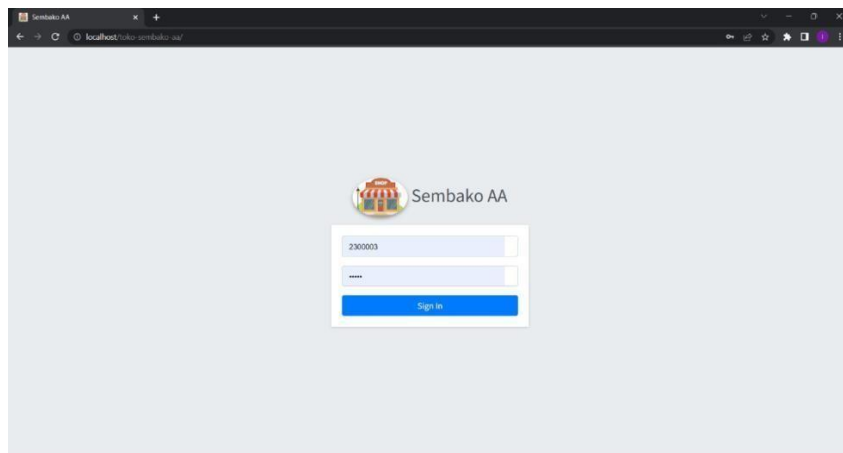 Sembako AA
localhost/toko-sembako-aa/
SHOP
Sembako AA
2300003
•••••
Sign In